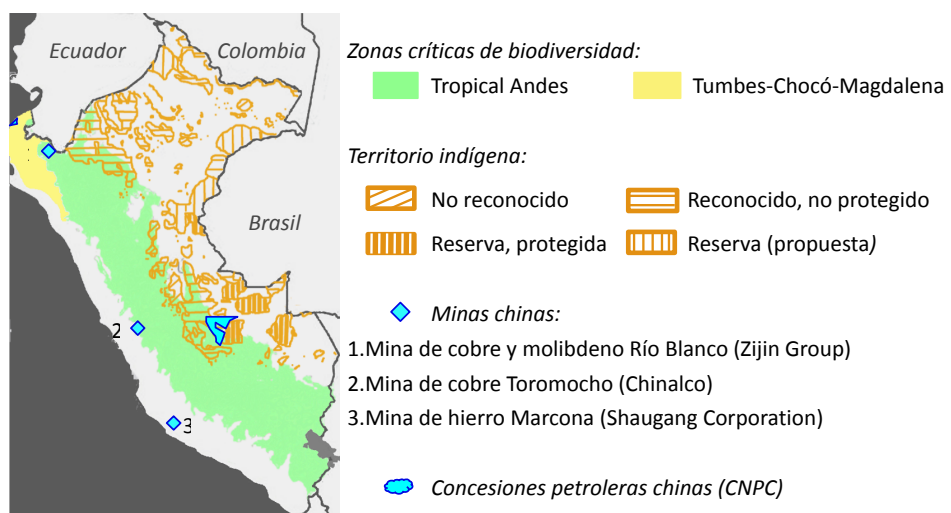 Ecuador
Colombia
Brasil
2
3
Zonas críticas de biodiversidad:
Tropical Andes
Tumbes-Chocó-Magdalena
Territorio indígena:
No reconocido
Reconocido, no protegido
Reserva, protegida
Reserva (propuesta)
Minas chinas:
1.Mina de cobre y molibdeno Río Blanco (Zijin Group)
2.Mina de cobre Toromocho (Chinalco)
3.Mina de hierro Marcona (Shaugang Corporation)
Concesiones petroleras chinas (CNPC)